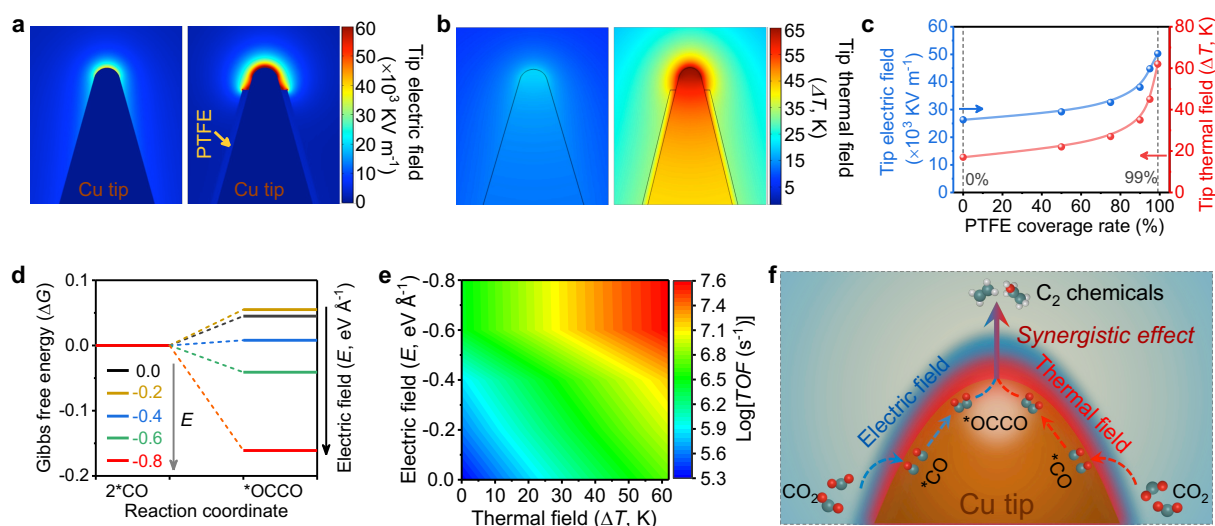 a
60
50
40
30
20
10
0
Tip electric field
(×10³ KV m⁻¹)
PTFE
Cu tip
Cu tip
b
65
55
45
35
25
15
5
Tip thermal field
(ΔT, K)
c
60
50
40
30
20
10
0
Tip electric field
(×10³ KV m⁻¹)
80
60
40
20
0
Tip thermal field (ΔT, K)
0%
99%
0 20 40 60 80 100
PTFE coverage rate (%)
d
0.1
0.0
-0.1
-0.2
Gibbs free energy (ΔG)
0.0
-0.2
-0.4
-0.6
-0.8
E
Electric field (E, eV Å⁻¹)
2*CO *OCCO
Reaction coordinate
e
-0.8
-0.6
-0.4
-0.2
0.0
Electric field (E, eV Å⁻¹)
0 10 20 30 40 50 60
Thermal field (ΔT, K)
7.6
7.1
6.6
6.4
5.9
5.7
5.3
Log[TOF (s⁻¹)]
f
C₂ chemicals
Synergistic effect
Electric field
Thermal field
*OCCO
*CO
*CO
CO₂
CO₂
Cu tip